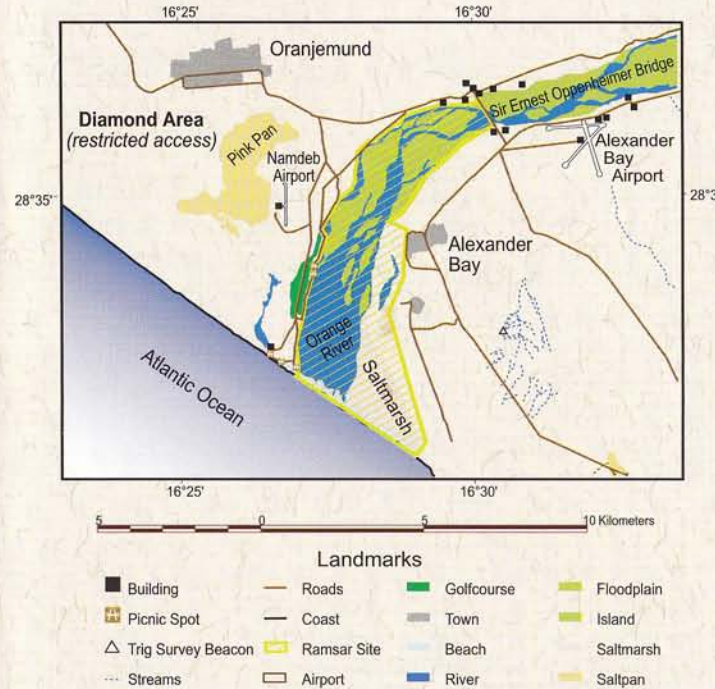 16°25'
16°30'
Oranjemund
Sir Ernest Oppenheimer Bridge
Diamond Area
(restricted access)
Pink Pan
Namdeb
Airport
Alexander
Bay
Airport
28°35'
28°3
Alexander
Bay
Orange
River
Saltmarsh
Atlantic Ocean
16°25'
16°30'
5
0
5
10 Kilometers
Landmarks
Building
Roads
Golfcourse
Floodplain
Picnic Spot
Coast
Town
Island
Trig Survey Beacon
Ramsar Site
Beach
Saltmarsh
Streams
Airport
River
Saltpan